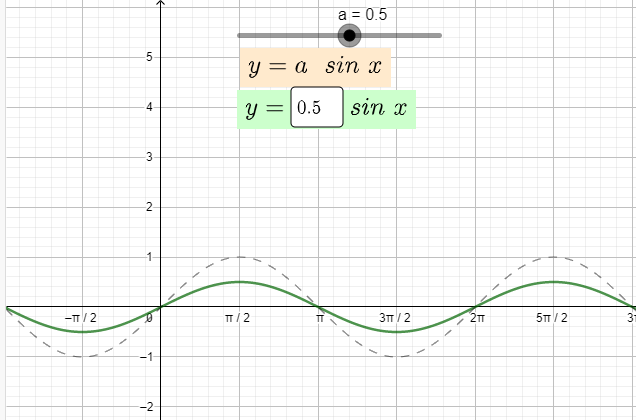 a = 0.5
y = a sin x
y = 0.5 sin x
5
4
3
2
1
−π / 2 0 π / 2 π 3π / 2 2π 5π / 2 3π
−1
−2